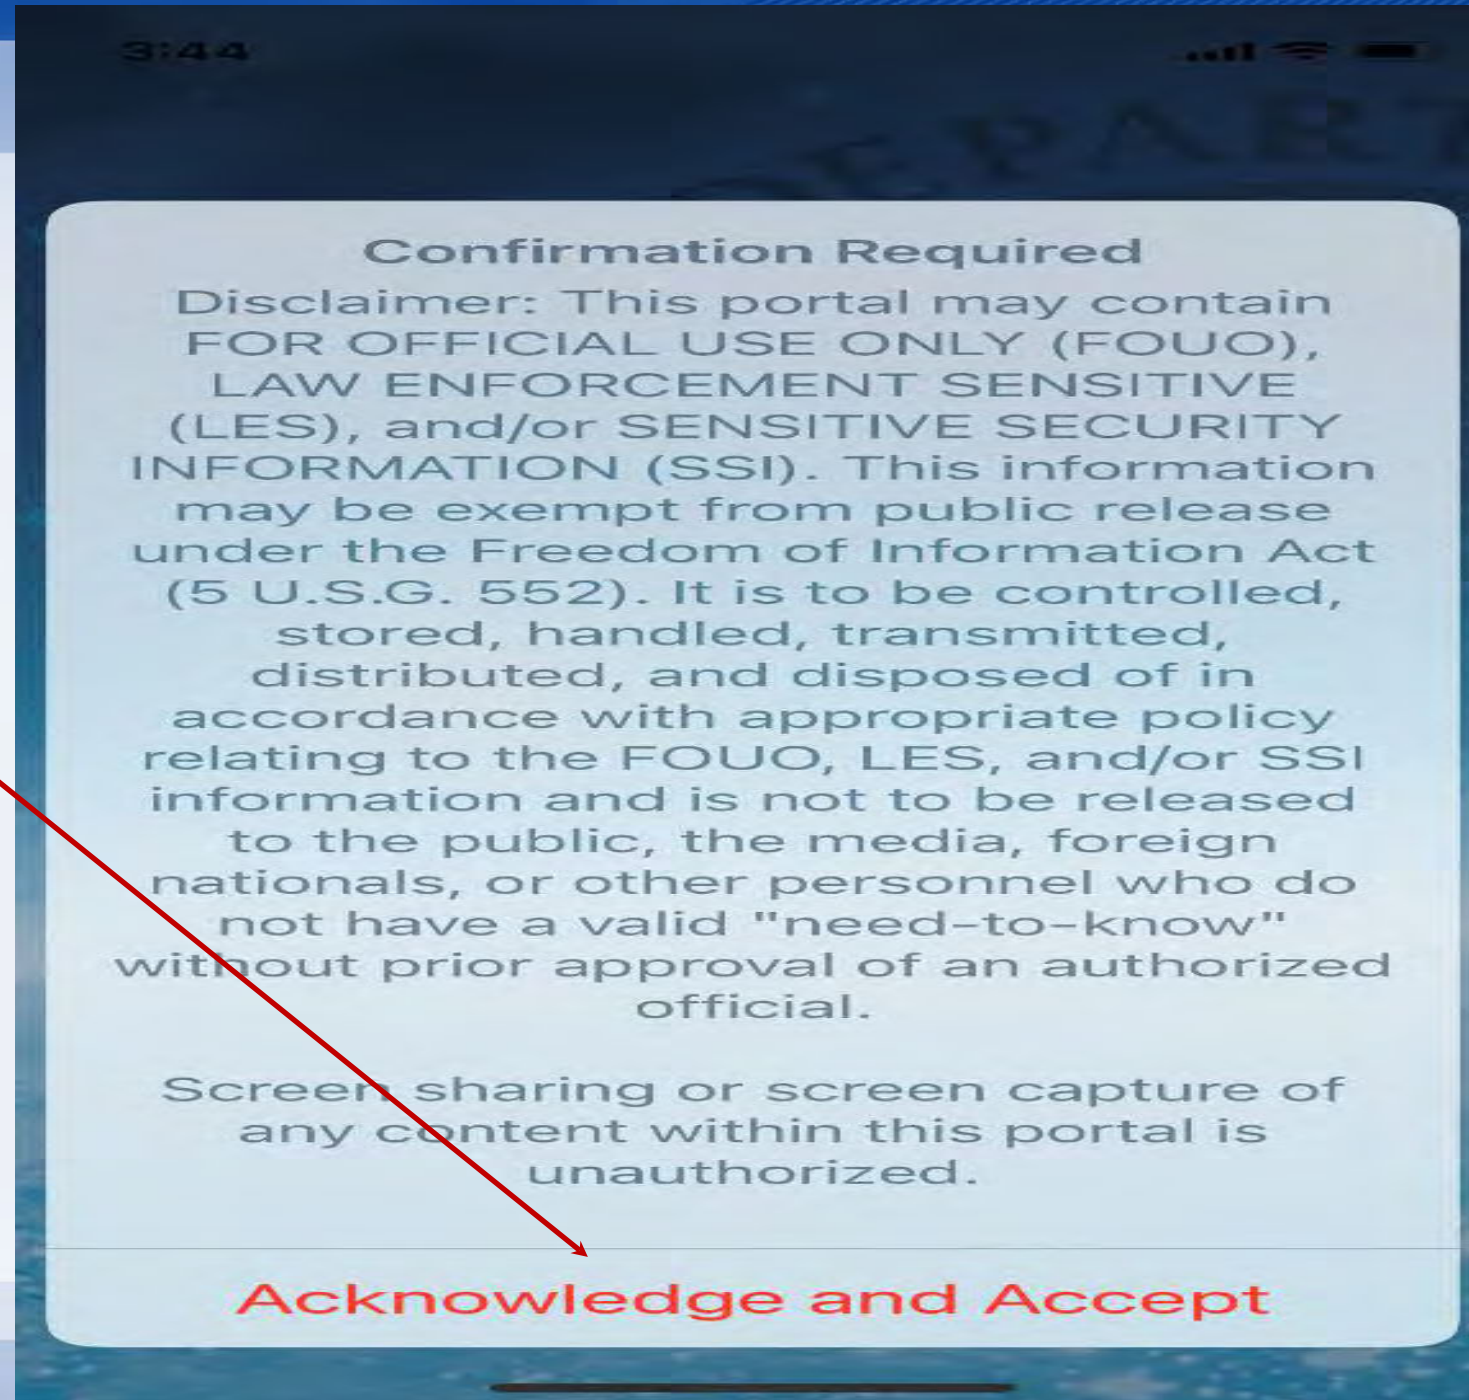 3:44
DEPART
Confirmation Required
Disclaimer: This portal may contain
FOR OFFICIAL USE ONLY (FOUO),
LAW ENFORCEMENT SENSITIVE
(LES), and/or SENSITIVE SECURITY
INFORMATION (SSI). This information
may be exempt from public release
under the Freedom of Information Act
(5 U.S.G. 552). It is to be controlled,
stored, handled, transmitted,
distributed, and disposed of in
accordance with appropriate policy
relating to the FOUO, LES, and/or SSI
information and is not to be released
to the public, the media, foreign
nationals, or other personnel who do
not have a valid "need-to-know"
without prior approval of an authorized
official.
Screen sharing or screen capture of
any content within this portal is
unauthorized.
Acknowledge and Accept